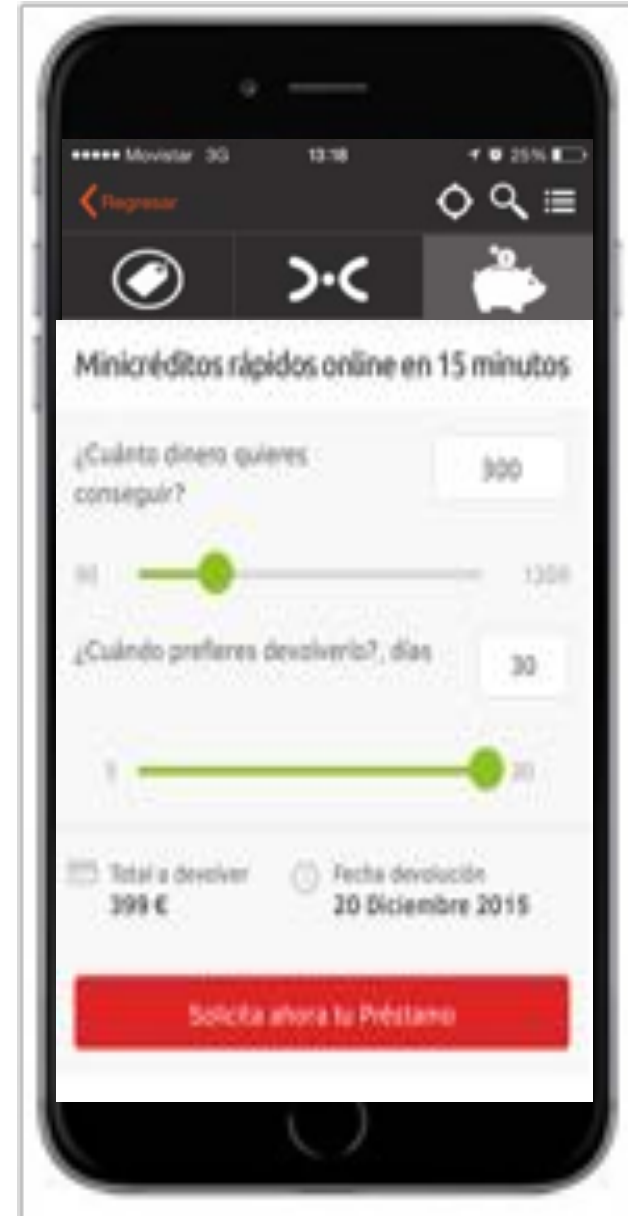 Movistar 3G 13:18 25%
Regresar
Minicréditos rápidos online en 15 minutos
¿Cuánto dinero quieres
conseguir?
300
1200
¿Cuándo prefieres devolverlo?, días
30
30
Total a devolver
399 €
Fecha devolución
20 Diciembre 2015
Solicita ahora tu Préstamo